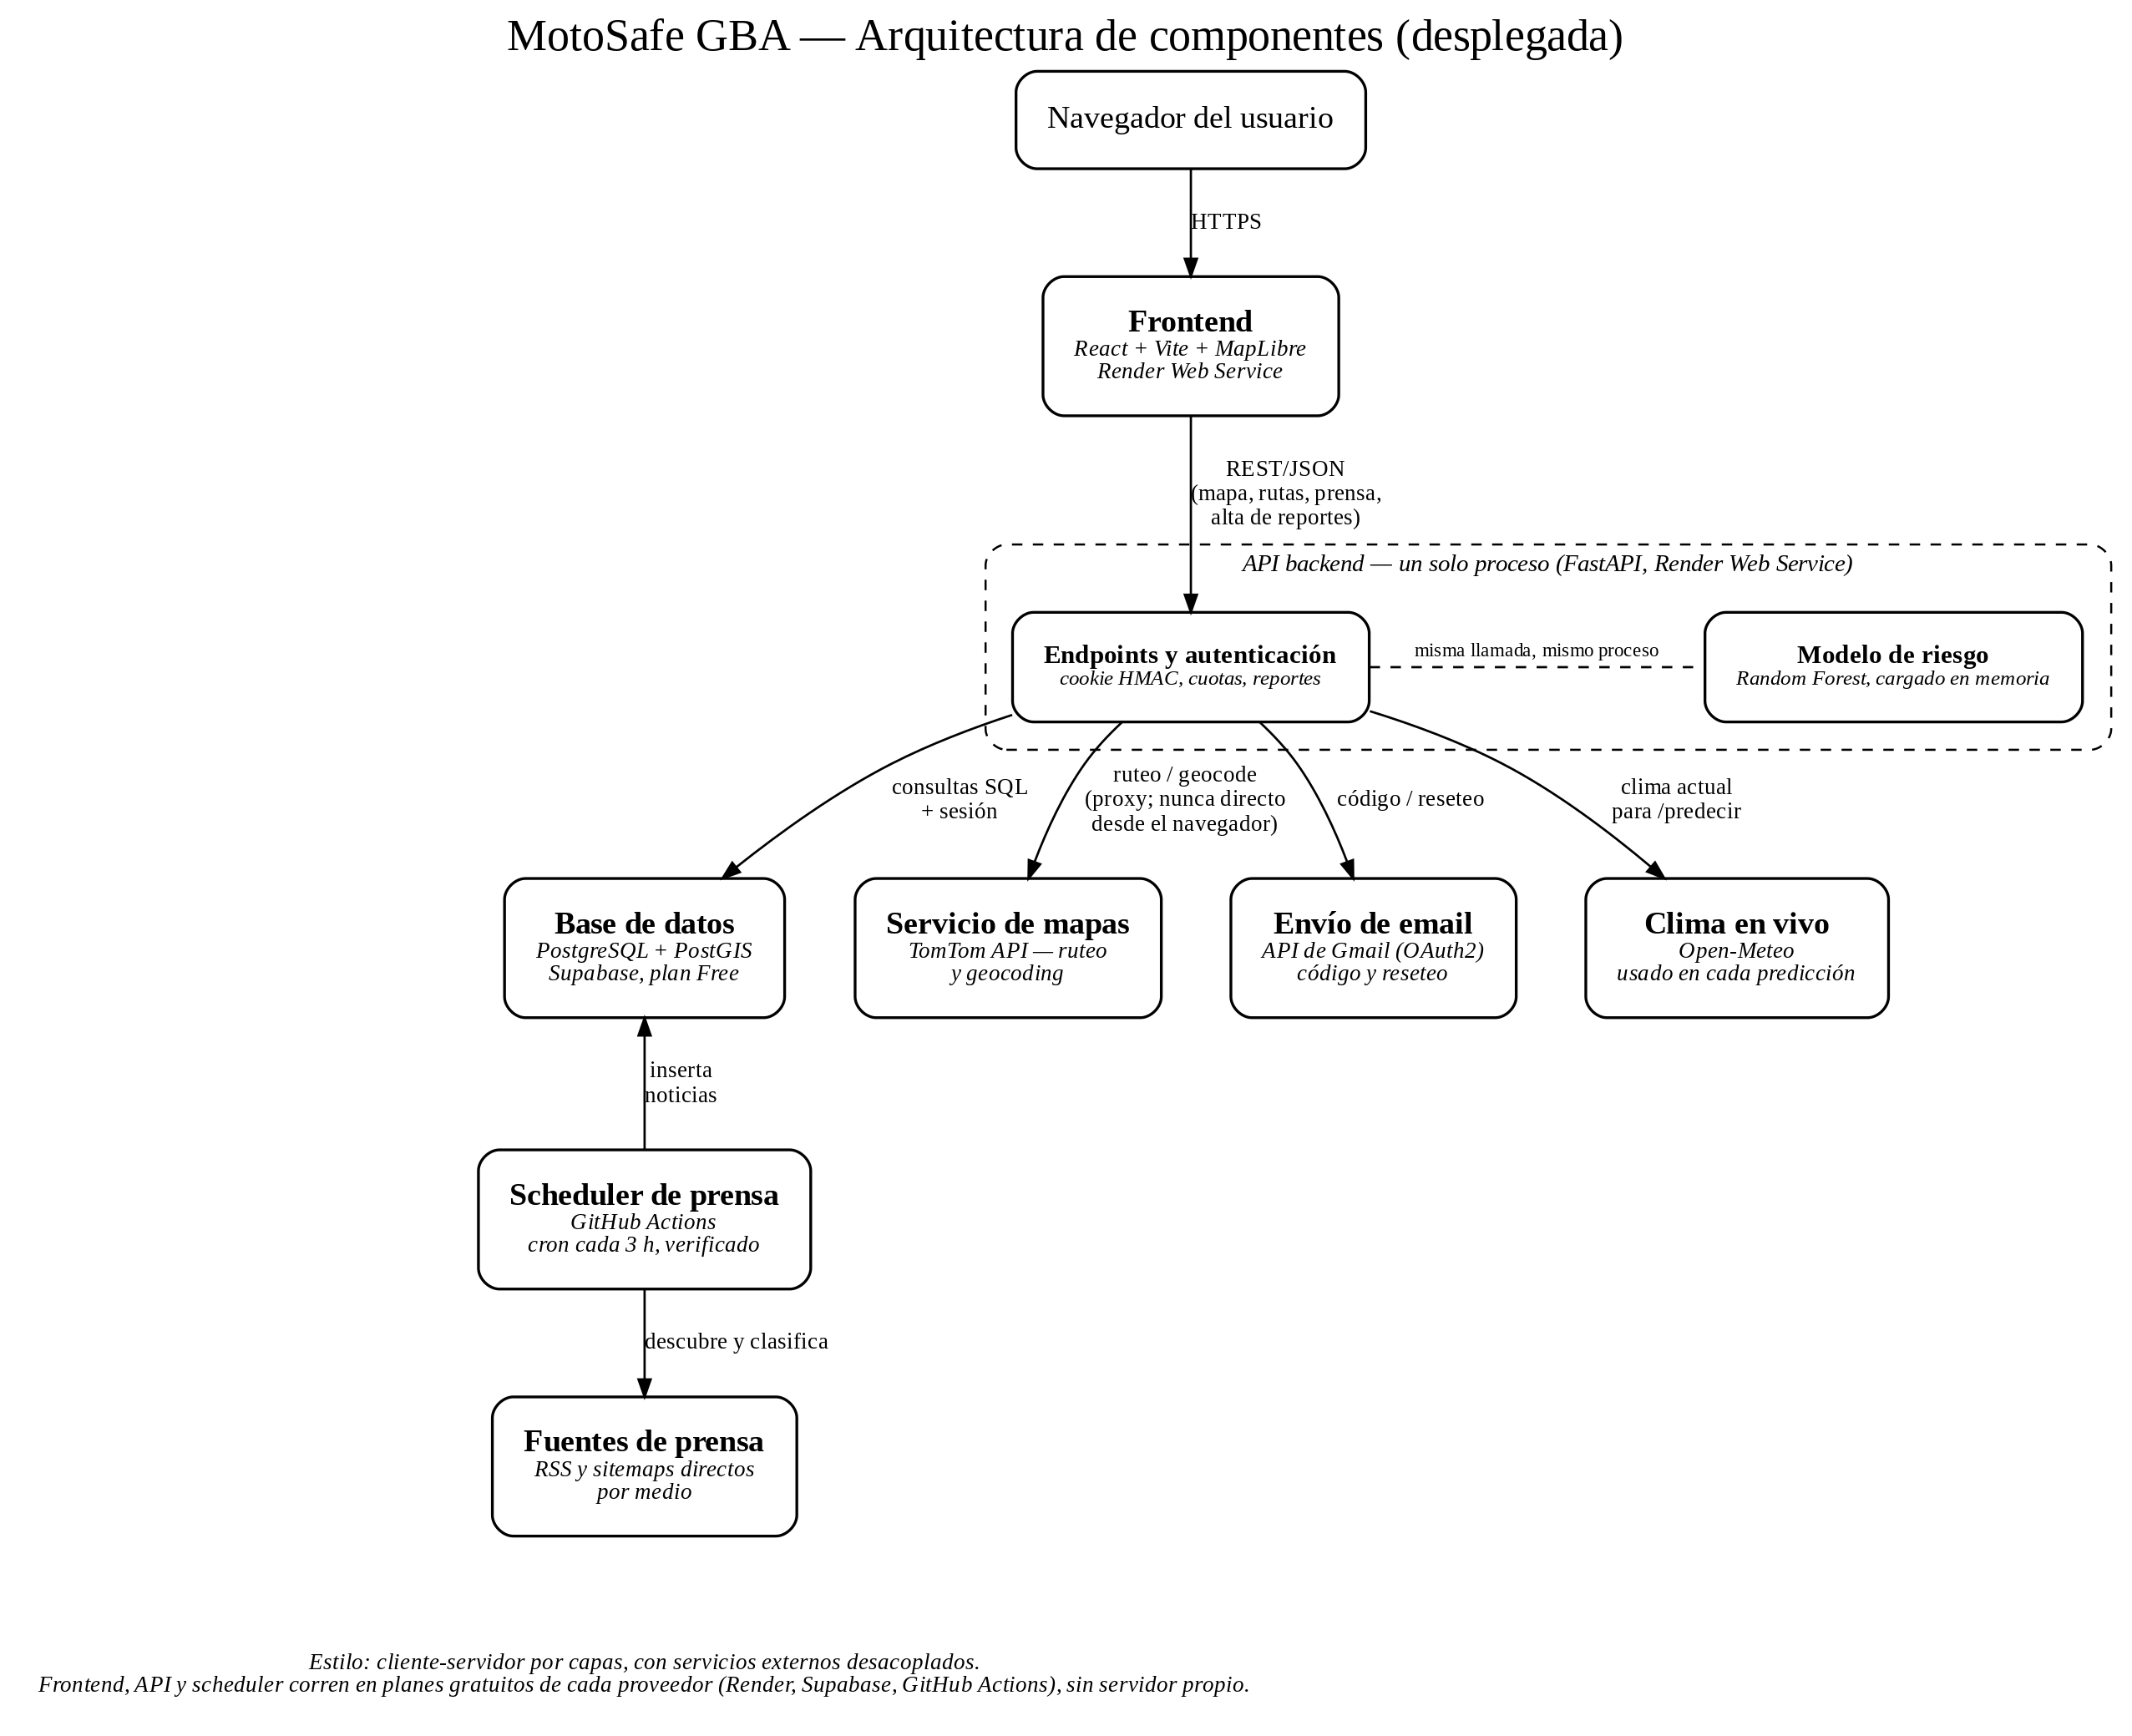 MotoSafe GBA — Arquitectura de componentes (desplegada)
Navegador del usuario
HTTPS
Frontend
React + Vite + MapLibre
Render Web Service
REST/JSON
(mapa, rutas, prensa,
alta de reportes)
API backend — un solo proceso (FastAPI, Render Web Service)
Endpoints y autenticación
cookie HMAC, cuotas, reportes
misma llamada, mismo proceso
Modelo de riesgo
Random Forest, cargado en memoria
consultas SQL
+ sesión
ruteo / geocode
(proxy; nunca directo
desde el navegador)
código / reseteo
clima actual
para /predecir
Base de datos
PostgreSQL + PostGIS
Supabase, plan Free
Servicio de mapas
TomTom API — ruteo
y geocoding
Envío de email
API de Gmail (OAuth2)
código y reseteo
Clima en vivo
Open-Meteo
usado en cada predicción
inserta
noticias
Scheduler de prensa
GitHub Actions
cron cada 3 h, verificado
descubre y clasifica
Fuentes de prensa
RSS y sitemaps directos
por medio
Estilo: cliente-servidor por capas, con servicios externos desacoplados.
Frontend, API y scheduler corren en planes gratuitos de cada proveedor (Render, Supabase, GitHub Actions), sin servidor propio.